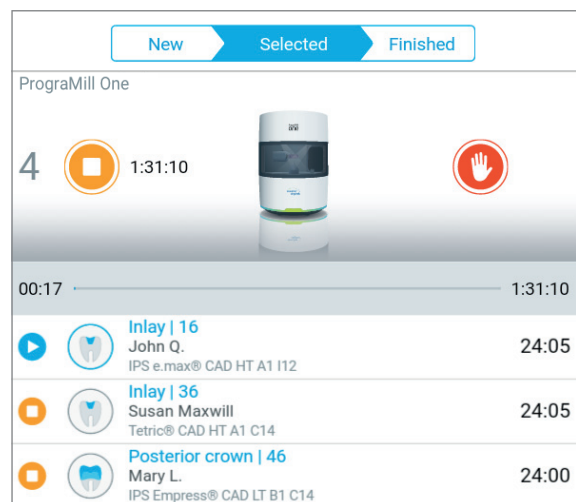 New Selected Finished
PrograMill One
4 1:31:10
00:17 1:31:10
Inlay | 16
John Q. 24:05
IPS e.max® CAD HT A1 I12
Inlay | 36
Susan Maxwill 24:05
Tetric® CAD HT A1 C14
Posterior crown | 46
Mary L. 24:00
IPS Empress® CAD LT B1 C14